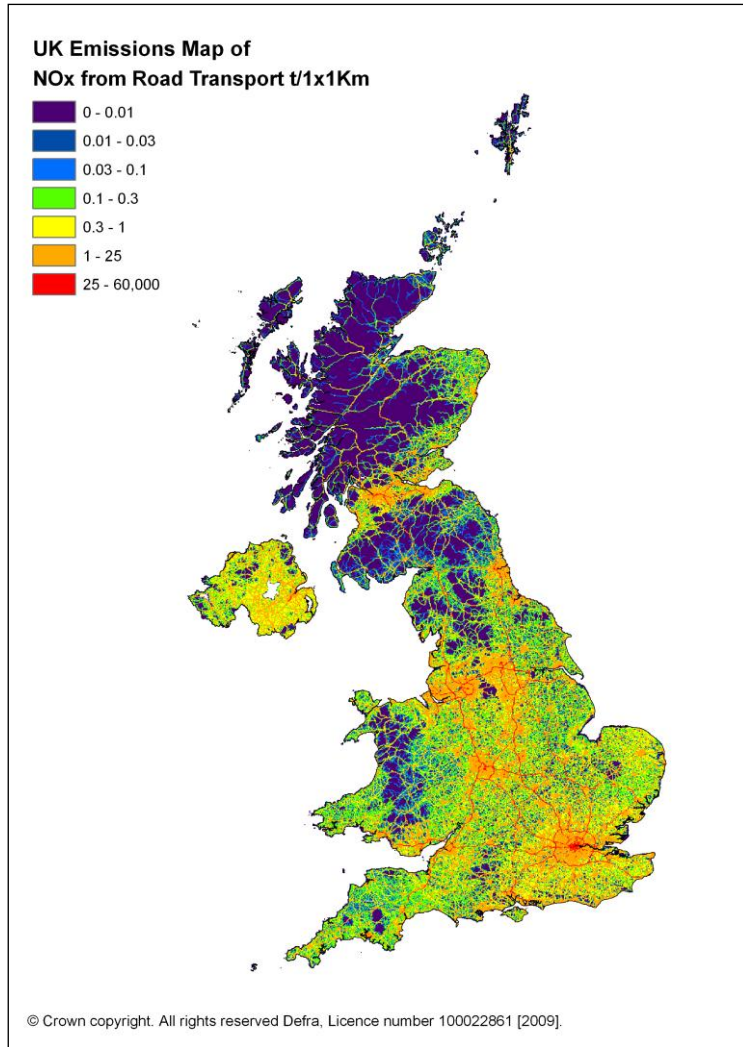 UK Emissions Map of
NOx from Road Transport t/1x1Km
0 - 0.01
0.01 - 0.03
0.03 - 0.1
0.1 - 0.3
0.3 - 1
1 - 25
25 - 60,000
© Crown copyright. All rights reserved Defra, Licence number 100022861 [2009].